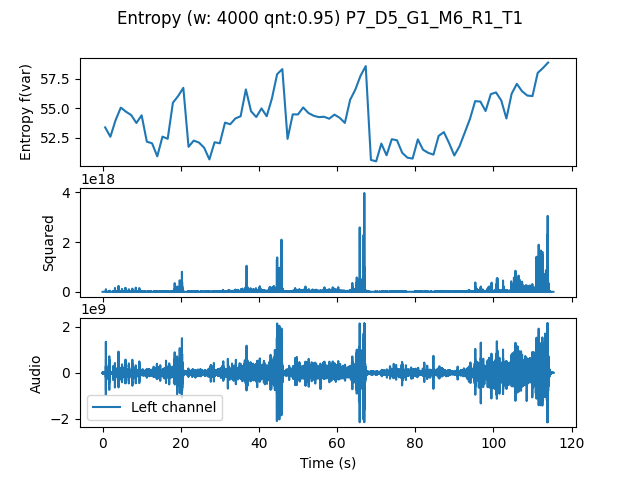 Entropy (w: 4000 qnt:0.95) P7_D5_G1_M6_R1_T1
Entropy f(var)
57.5
55.0
52.5
1e18
Squared
4
2
0
1e9
Audio
2
0
−2
Left channel
0 20 40 60 80 100 120
Time (s)